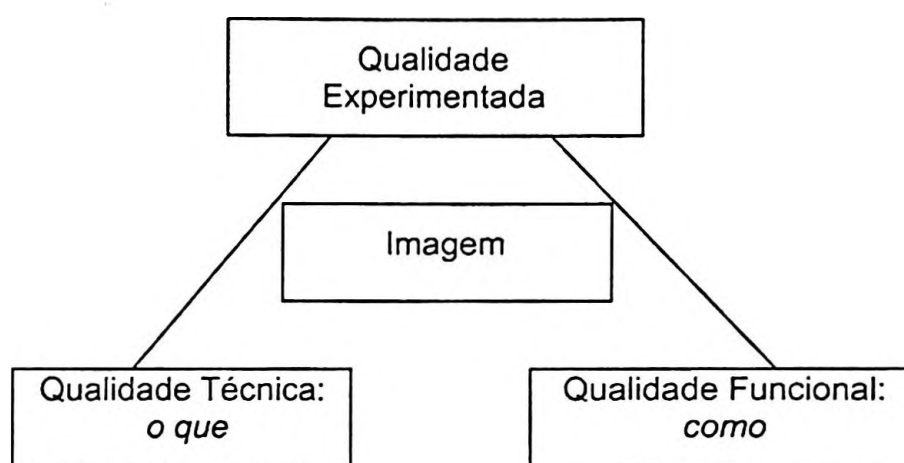 Qualidade
Experimentada
Imagem
Qualidade Técnica:
o que
Qualidade Funcional:
como